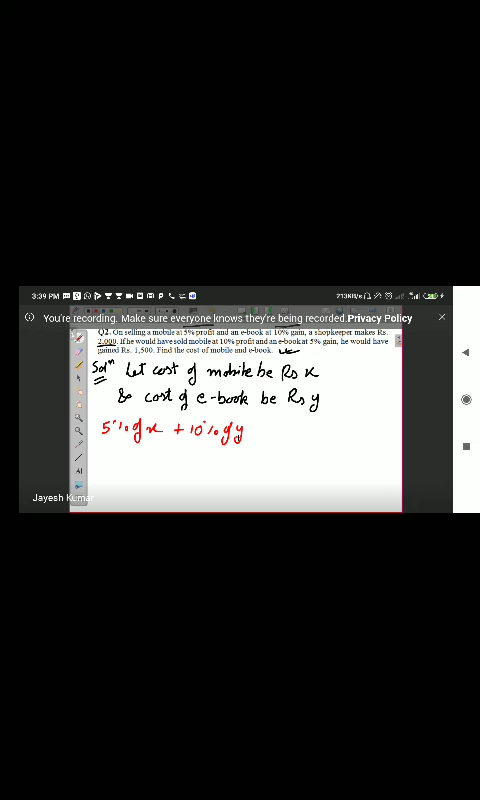 3:39 PM
213KB/s
You're recording. Make sure everyone knows they're being recorded. Privacy Policy
Q2. On selling a mobile at 5% profit and an e-book at 10% gain, a shopkeeper makes Rs.
2,000. If he would have sold mobile at 10% profit and an e-book at 5% gain, he would have
gained Rs. 1,500. Find the cost of mobile and e-book.
Solⁿ Let cost of mobile be Rs x
& cost of e-book be Rs y
5% of x + 10% of y
AI
Jayesh Kumar